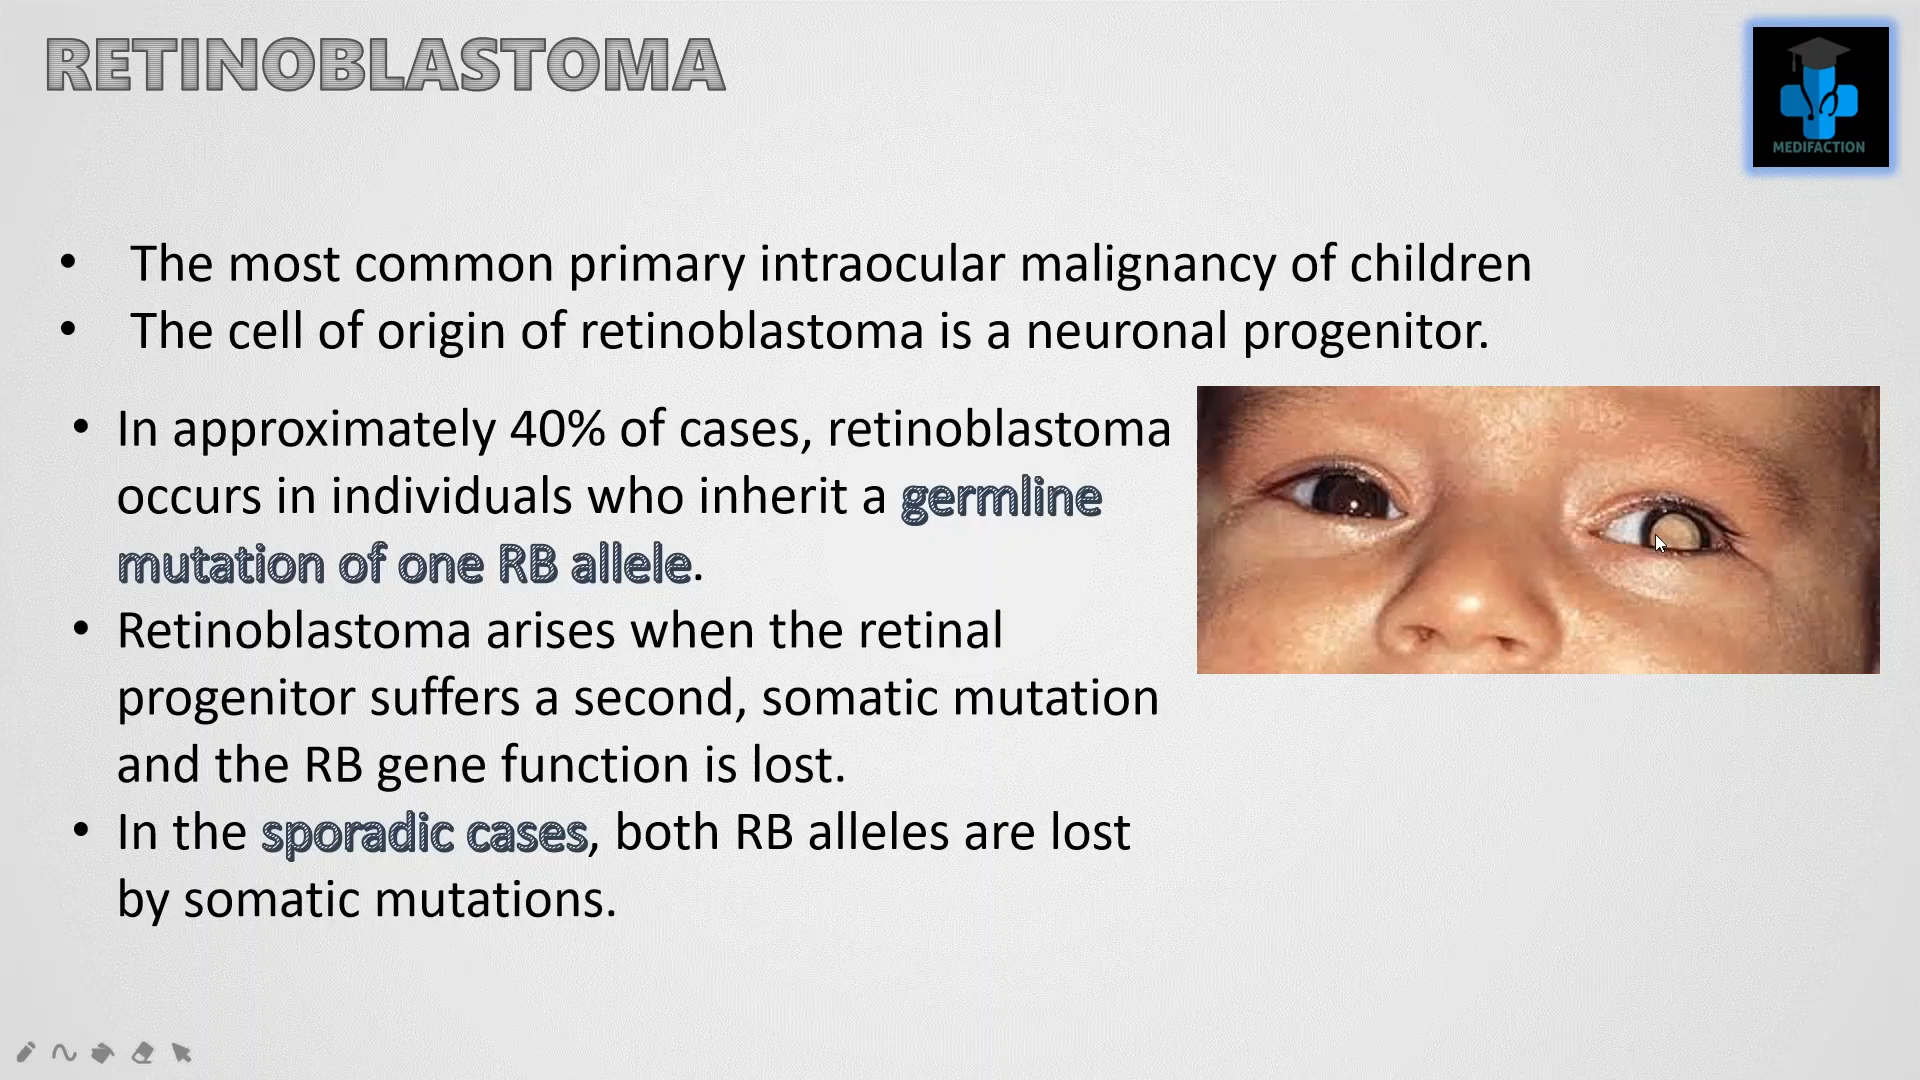 RETINOBLASTOMA
MEDIFACTION
• The most common primary intraocular malignancy of children
• The cell of origin of retinoblastoma is a neuronal progenitor.
• In approximately 40% of cases, retinoblastoma
occurs in individuals who inherit a germline
mutation of one RB allele.
• Retinoblastoma arises when the retinal
progenitor suffers a second, somatic mutation
and the RB gene function is lost.
• In the sporadic cases, both RB alleles are lost
by somatic mutations.